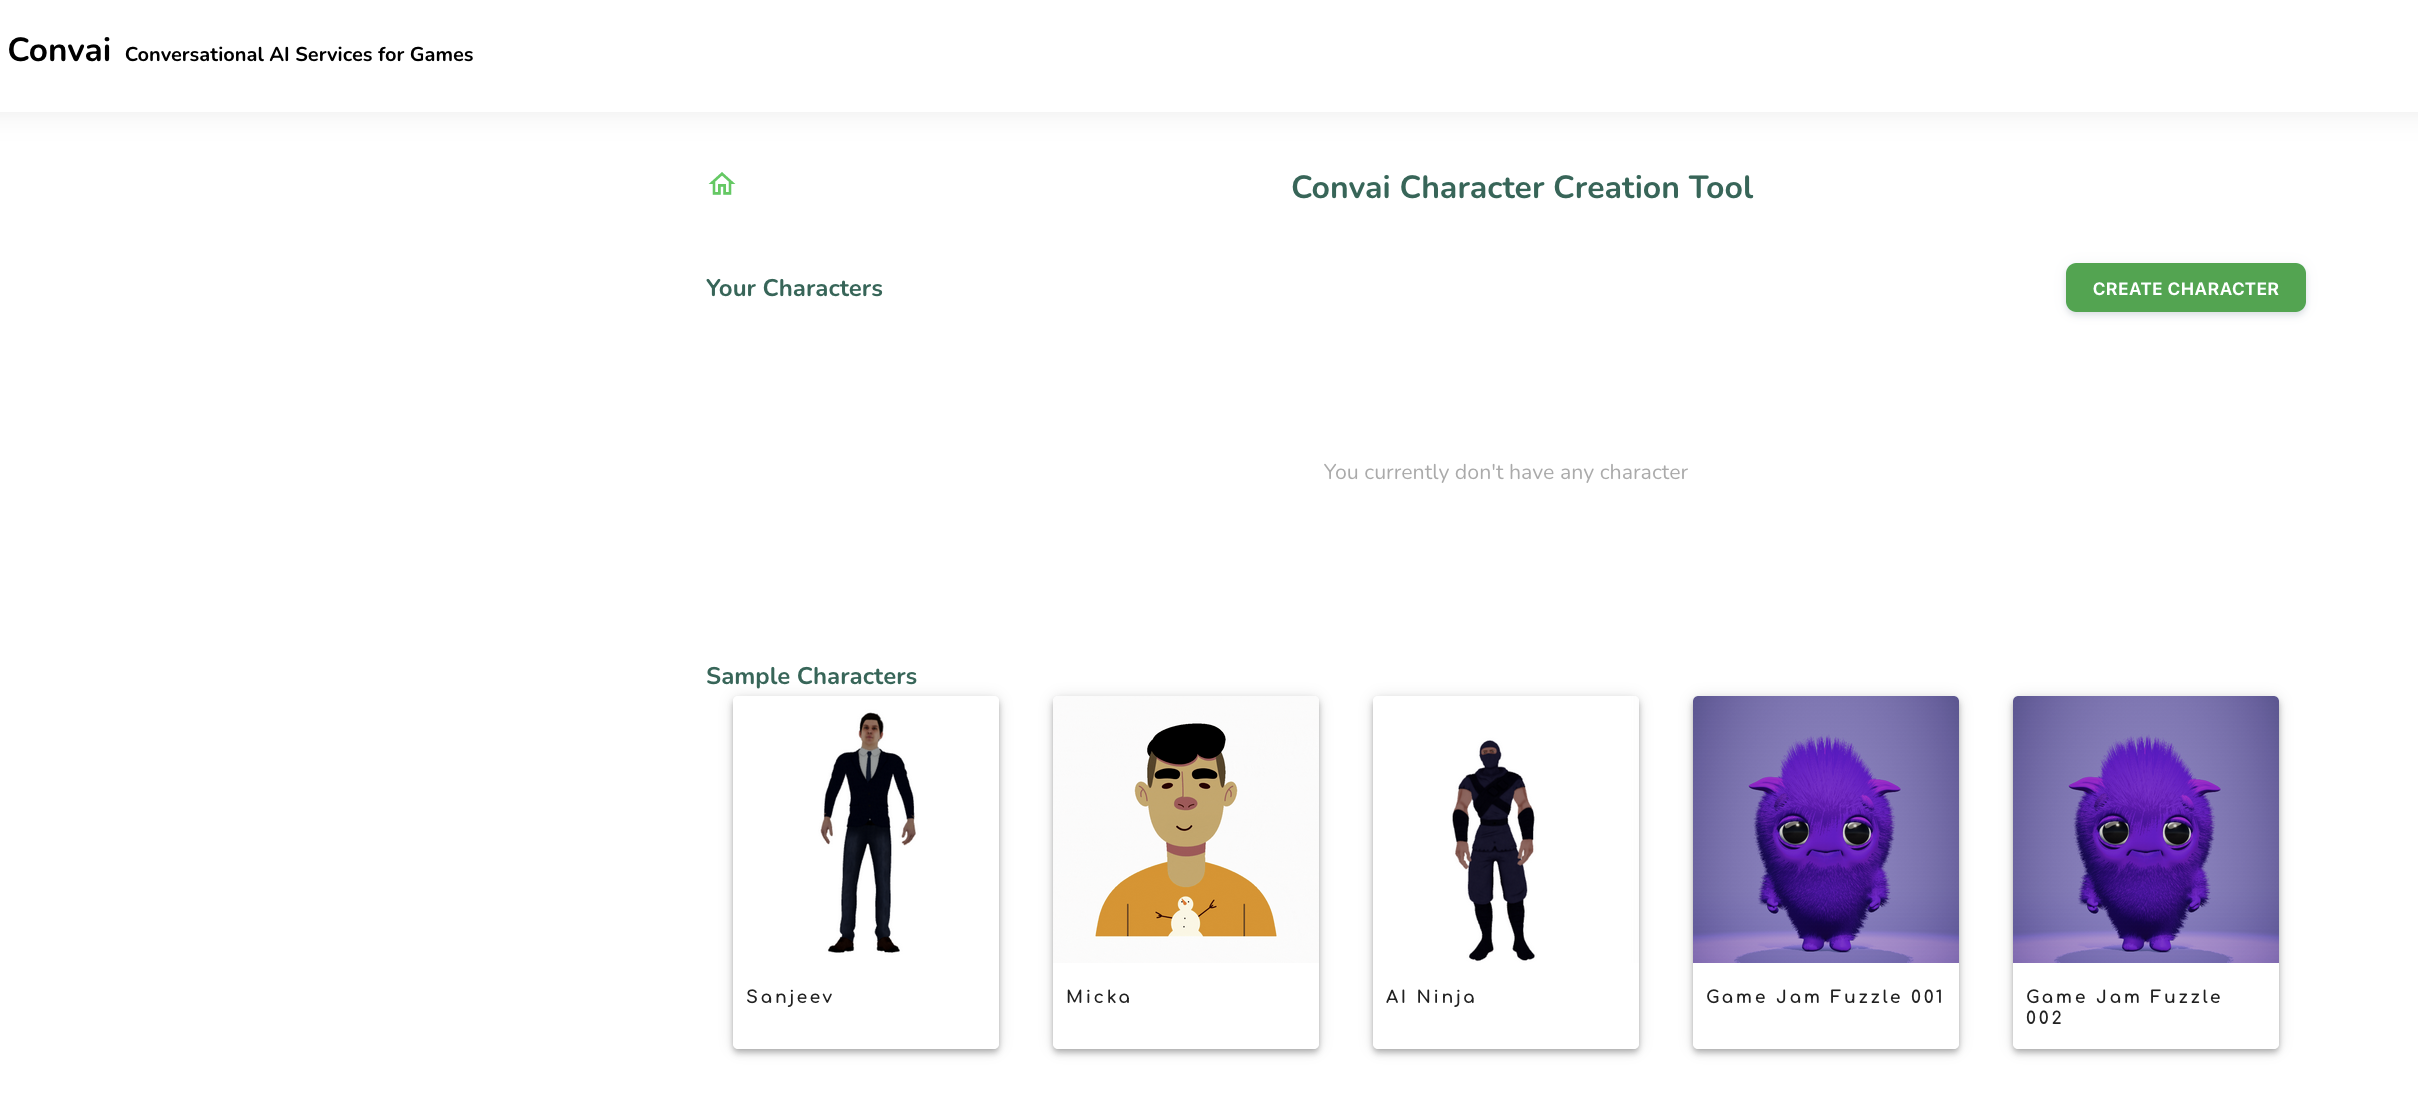 Convai Conversational AI Services for Games
Convai Character Creation Tool
Your Characters
CREATE CHARACTER
You currently don't have any character
Sample Characters
Sanjeev
Micka
AI Ninja
Game Jam Fuzzle 001
Game Jam Fuzzle
002